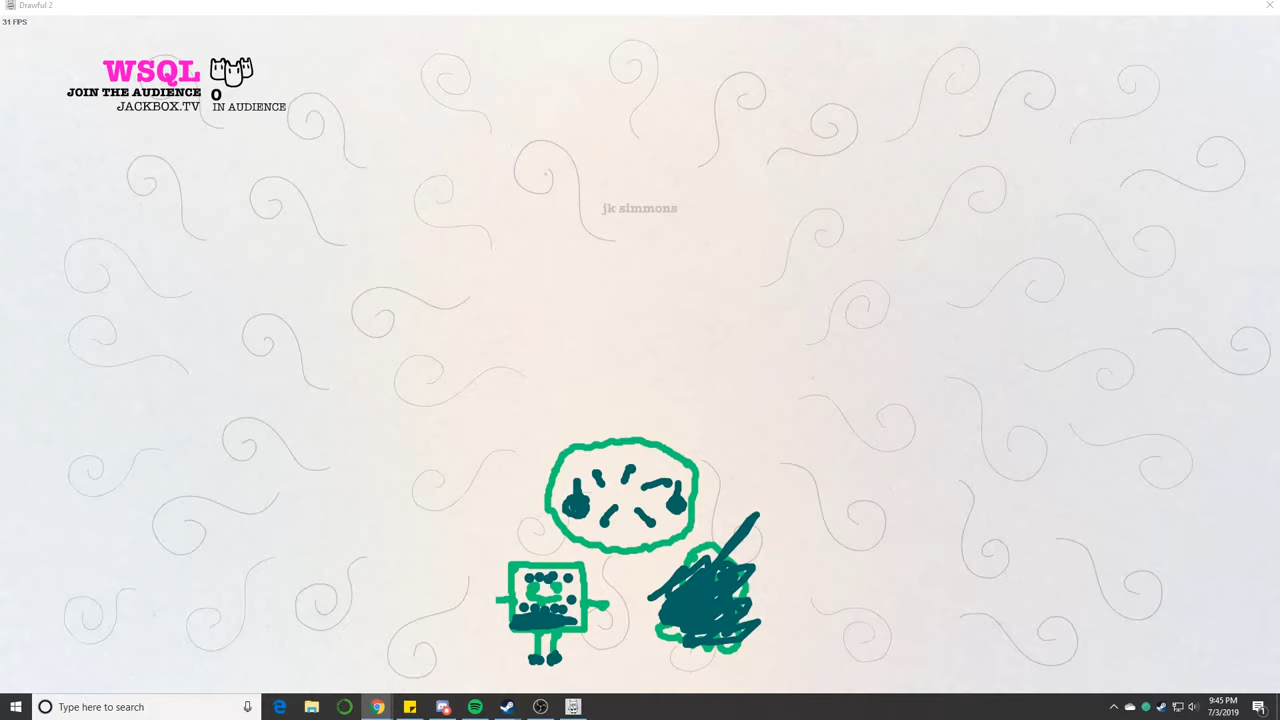 Drawful 2
31 FPS
WSQL
JOIN THE AUDIENCE
JACKBOX.TV
0
IN AUDIENCE
jk simmons
Type here to search
9:45 PM
7/3/2019